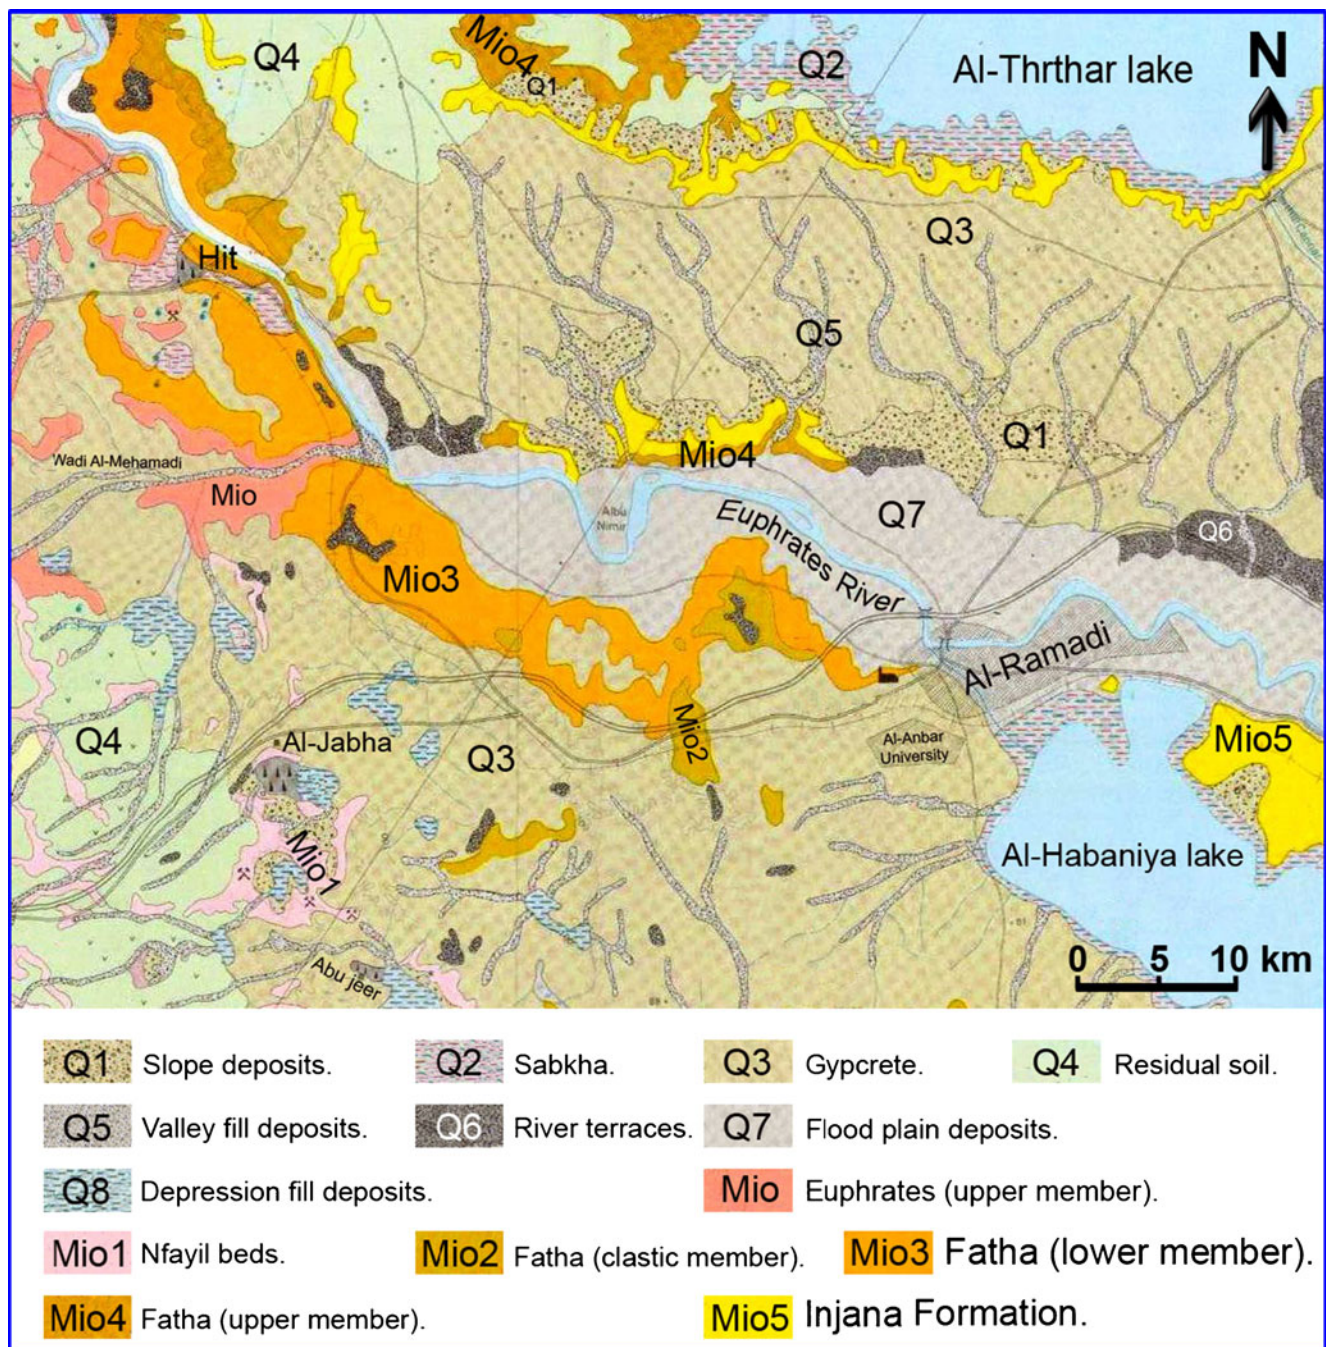 Mio4
Q4
Q2
Al-Thrthar lake
N
Q1
Q3
Hit
Q5
Q1
Mio4
Wadi Al-Mehamadi
Mio
Albu
Nimir
Euphrates River
Q7
Q6
Mio3
Al-Ramadi
Mio2
Q4
Al-Jabha
Q3
Al-Anbar
University
Mio5
Mio1
Al-Habaniya lake
Abu jeer
0 5 10 km
Q1 Slope deposits.
Q2 Sabkha.
Q3 Gypcrete.
Q4 Residual soil.
Q5 Valley fill deposits.
Q6 River terraces.
Q7 Flood plain deposits.
Q8 Depression fill deposits.
Mio Euphrates (upper member).
Mio1 Nfayil beds.
Mio2 Fatha (clastic member).
Mio3 Fatha (lower member).
Mio4 Fatha (upper member).
Mio5 Injana Formation.